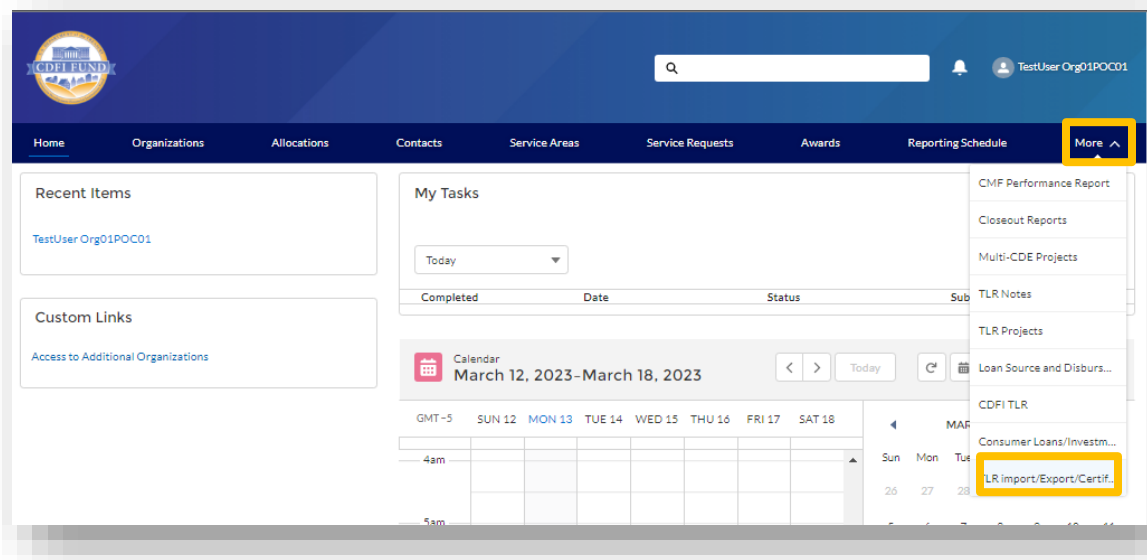 CDFI FUND
TestUser Org01POC01
Home Organizations Allocations Contacts Service Areas Service Requests Awards Reporting Schedule More
Recent Items
TestUser Org01POC01
Custom Links
Access to Additional Organizations
My Tasks
Today
Completed Date Status Sub
CMF Performance Report
Closeout Reports
Multi-CDE Projects
TLR Notes
TLR Projects
Loan Source and Disburs...
CDFI TLR
Consumer Loans/Investm...
TLR import/Export/Certif...
Calendar
March 12, 2023–March 18, 2023
Today
GMT−5 SUN 12 MON 13 TUE 14 WED 15 THU 16 FRI 17 SAT 18
4am
5am
MAR
Sun Mon Tue
26 27 28